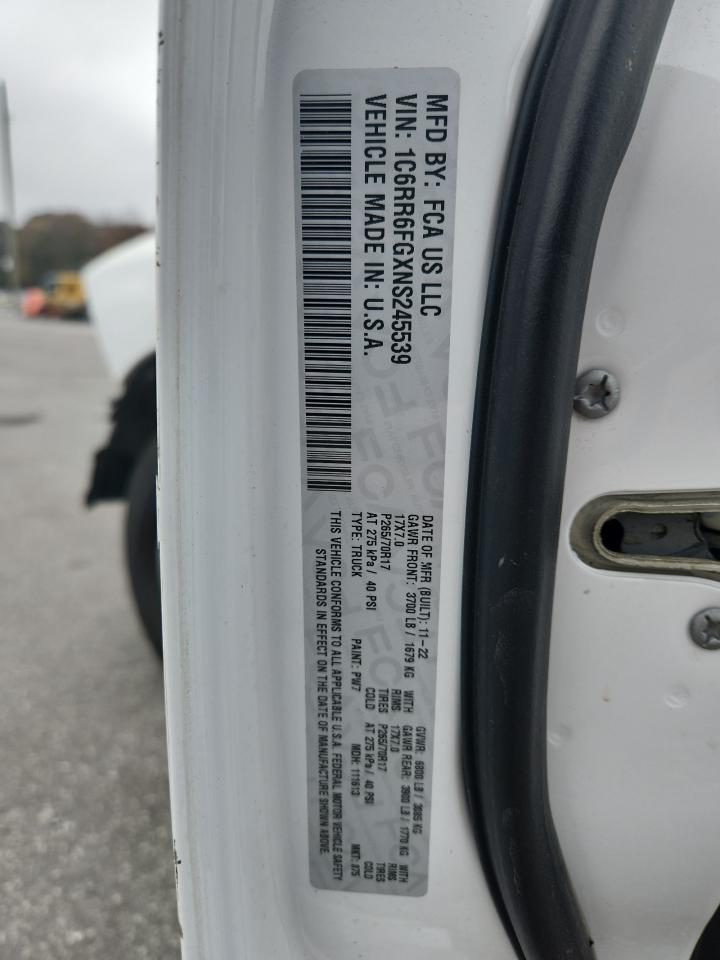 MFD BY: FCA US LLC
VIN: 1C6RR6FGXNS245539
VEHICLE MADE IN: U.S.A.
DATE OF MFR (BUILT): 11-22 GVWR: 6800 LB / 3085 KG
GAWR FRONT: 3700 LB / 1679 KG WITH GAWR REAR: 3900 LB / 1770 KG WITH
17X7.0 RIMS 17X7.0 RIMS
P265/70R17 TIRES P265/70R17 TIRES
AT 275 kPa / 40 PSI COLD AT 275 kPa / 40 PSI COLD
TYPE: TRUCK PAINT: PW7 MDH: 111613 MKT:
THIS VEHICLE CONFORMS TO ALL APPLICABLE U.S.A. FEDERAL MOTOR VEHICLE SAFETY
STANDARDS IN EFFECT ON THE DATE OF MANUFACTURE SHOWN ABOVE.